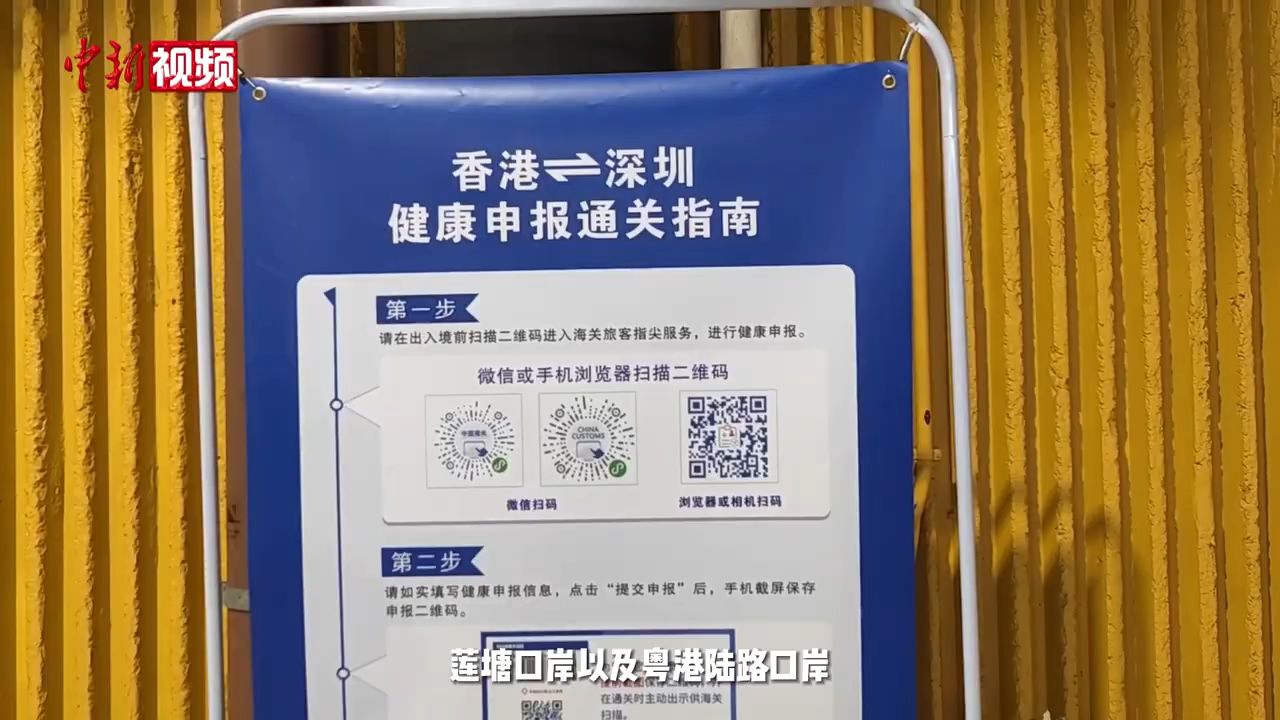 中新视频
香港⇌深圳
健康申报通关指南
第一步
请在出入境前扫描二维码进入海关旅客指尖服务，进行健康申报。
微信或手机浏览器扫描二维码
中国海关
CHINA
CUSTOMS
微信扫码
浏览器或相机扫码
第二步
请如实填写健康申报信息，点击“提交申报”后，手机截屏保存
申报二维码。
莲塘口岸以及粤港陆路口岸
在通关时主动出示供海关
扫描。